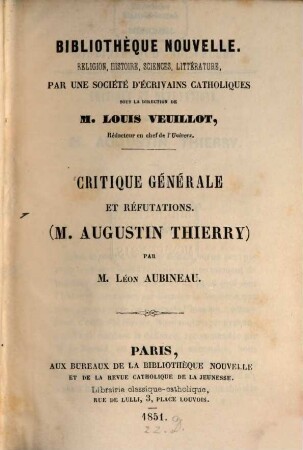 BIBLIOTHÈQUE NOUVELLE.
RELIGION, HISTOIRE, SCIENCES, LITTÉRATURE,
PAR UNE SOCIÉTÉ D'ÉCRIVAINS CATHOLIQUES
SOUS LA DIRECTION DE
M. LOUIS VEUILLOT,
Rédacteur en chef de l'Univers.
CRITIQUE GÉNÉRALE
ET RÉFUTATIONS.
(M. AUGUSTIN THIERRY)
PAR
M. LÉON AUBINEAU.
PARIS,
AUX BUREAUX DE LA BIBLIOTHÈQUE NOUVELLE
ET DE LA REVUE CATHOLIQUE DE LA JEUNESSE.
Librairie classique-catholique,
RUE DE LULLI, 3, PLACE LOUVOIS.
1851.